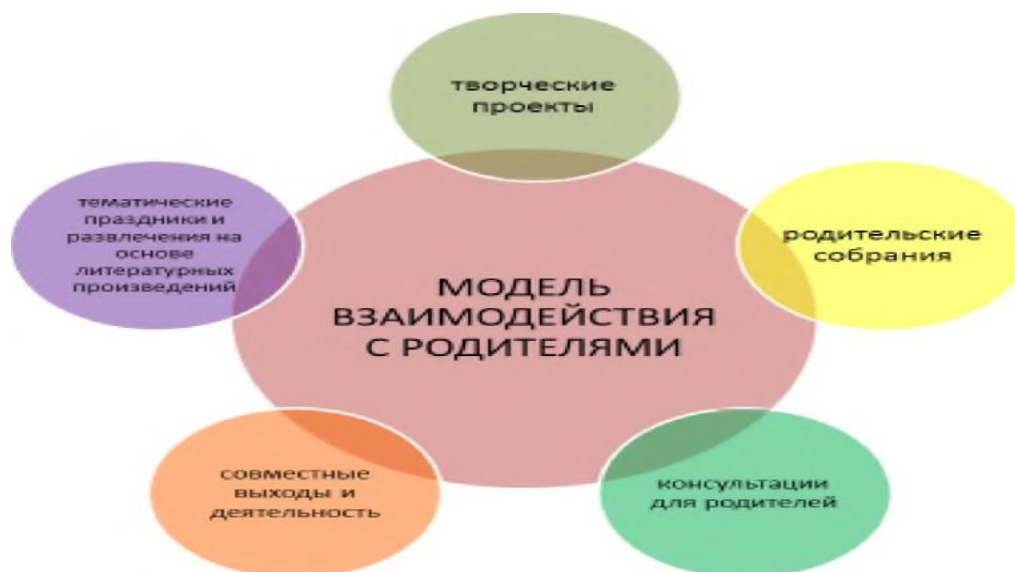 творческие
проекты
тематические
праздники и
развлечения на
основе
литературных
произведений
родительские
собрания
МОДЕЛЬ
ВЗАИМОДЕЙСТВИЯ
С РОДИТЕЛЯМИ
совместные
выходы и
деятельность
консультации
для родителей